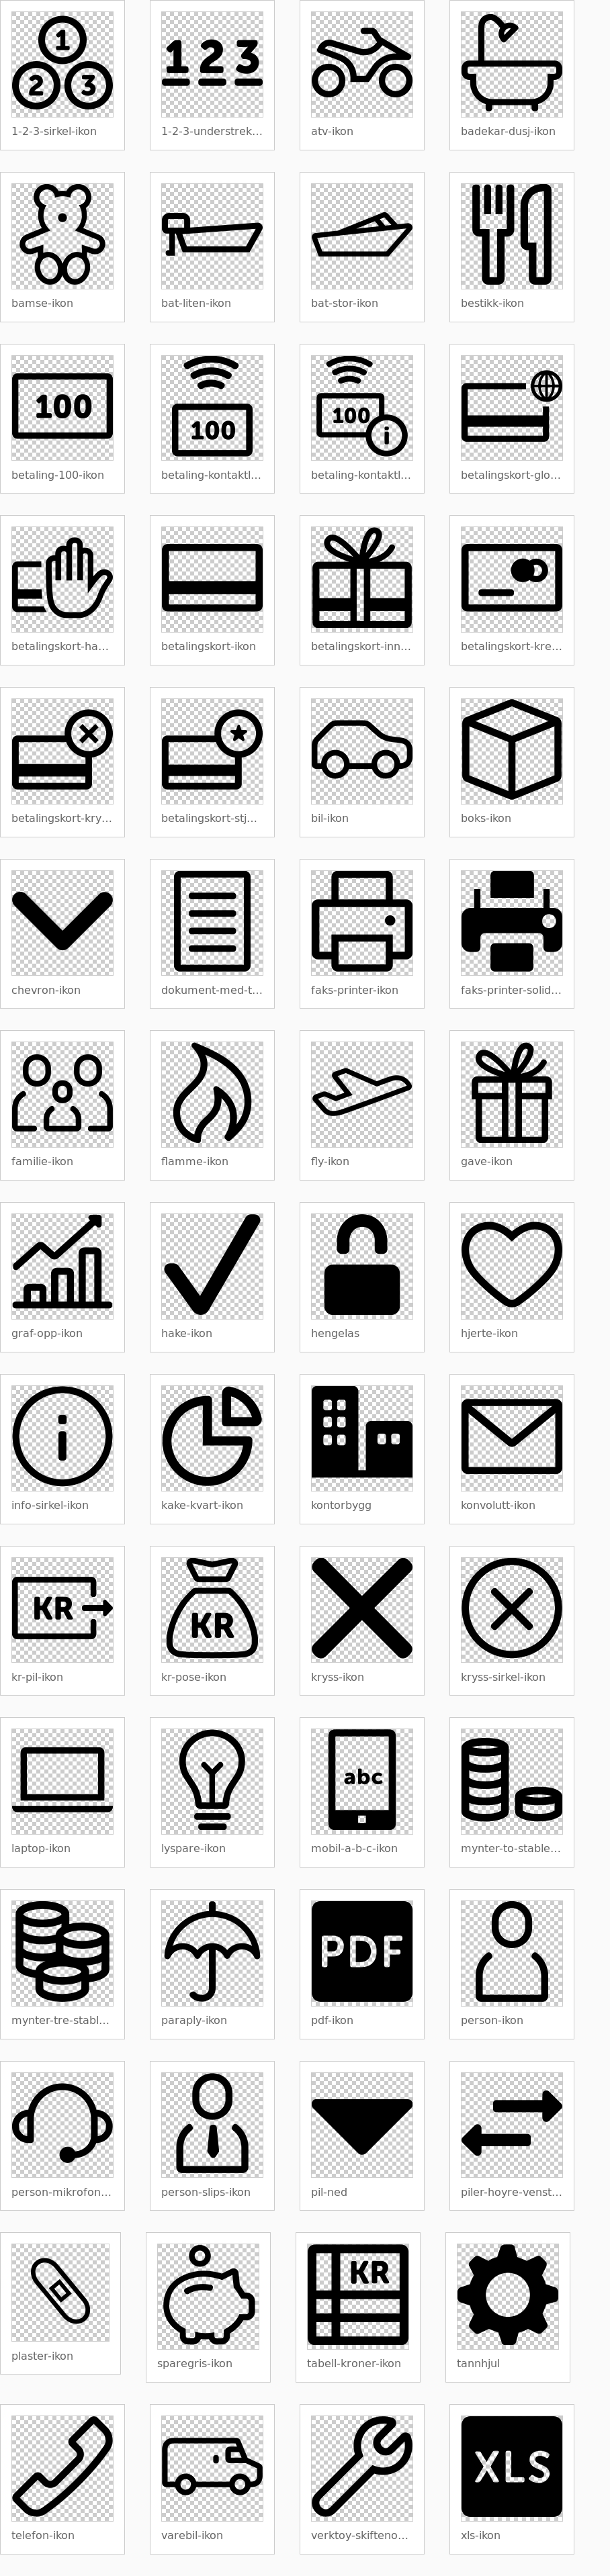 1
2 3
1-2-3-sirkel-ikon
1 2 3
1-2-3-understrek...
atv-ikon
badekar-dusj-ikon
bamse-ikon
bat-liten-ikon
bat-stor-ikon
bestikk-ikon
100
betaling-100-ikon
100
betaling-kontaktl...
100
i
betaling-kontaktl...
betalingskort-glo...
betalingskort-ha...
betalingskort-ikon
betalingskort-inn...
betalingskort-kre...
betalingskort-kry...
betalingskort-stj...
bil-ikon
boks-ikon
chevron-ikon
dokument-med-t...
faks-printer-ikon
faks-printer-solid...
familie-ikon
flamme-ikon
fly-ikon
gave-ikon
graf-opp-ikon
hake-ikon
hengelas
hjerte-ikon
i
info-sirkel-ikon
kake-kvart-ikon
kontorbygg
konvolutt-ikon
KR
kr-pil-ikon
KR
kr-pose-ikon
kryss-ikon
kryss-sirkel-ikon
laptop-ikon
lyspare-ikon
abc
mobil-a-b-c-ikon
mynter-to-stable...
mynter-tre-stabl...
paraply-ikon
PDF
pdf-ikon
person-ikon
person-mikrofon...
person-slips-ikon
pil-ned
piler-hoyre-venst...
plaster-ikon
sparegris-ikon
KR
tabell-kroner-ikon
tannhjul
telefon-ikon
varebil-ikon
verktoy-skifteno...
XLS
xls-ikon